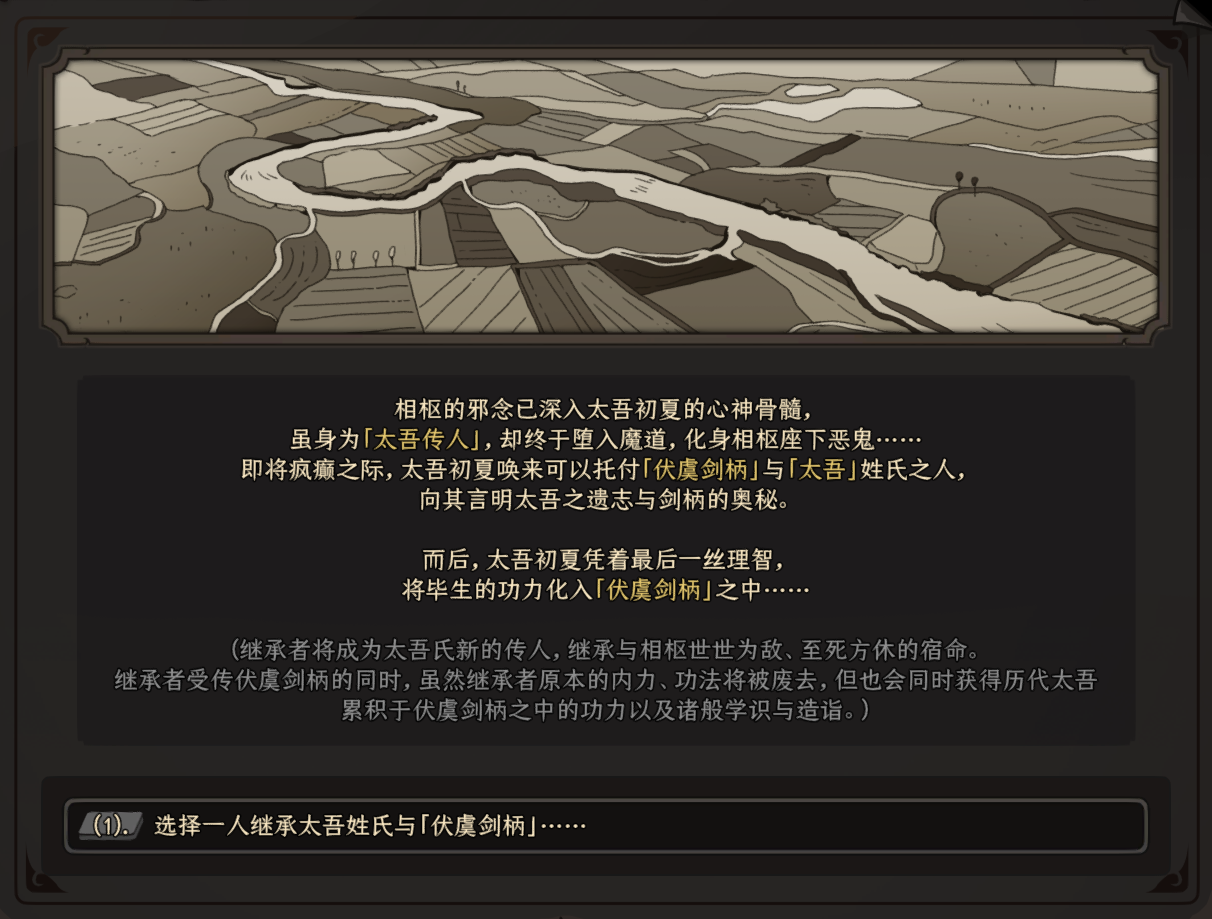 相枢的邪念已深入太吾初夏的心神骨髓，
虽身为「太吾传人」，却终于堕入魔道，化身相枢座下恶鬼……
即将疯癫之际，太吾初夏唤来可以托付「伏虞剑柄」与「太吾」姓氏之人，
向其言明太吾之遗志与剑柄的奥秘。
而后，太吾初夏凭着最后一丝理智，
将毕生的功力化入「伏虞剑柄」之中……
（继承者将成为太吾氏新的传人，继承与相枢世世为敌、至死方休的宿命。
继承者受传伏虞剑柄的同时，虽然继承者原本的内力、功法将被废去，但也会同时获得历代太吾
累积于伏虞剑柄之中的功力以及诸般学识与造诣。）
(1). 选择一人继承太吾姓氏与「伏虞剑柄」……